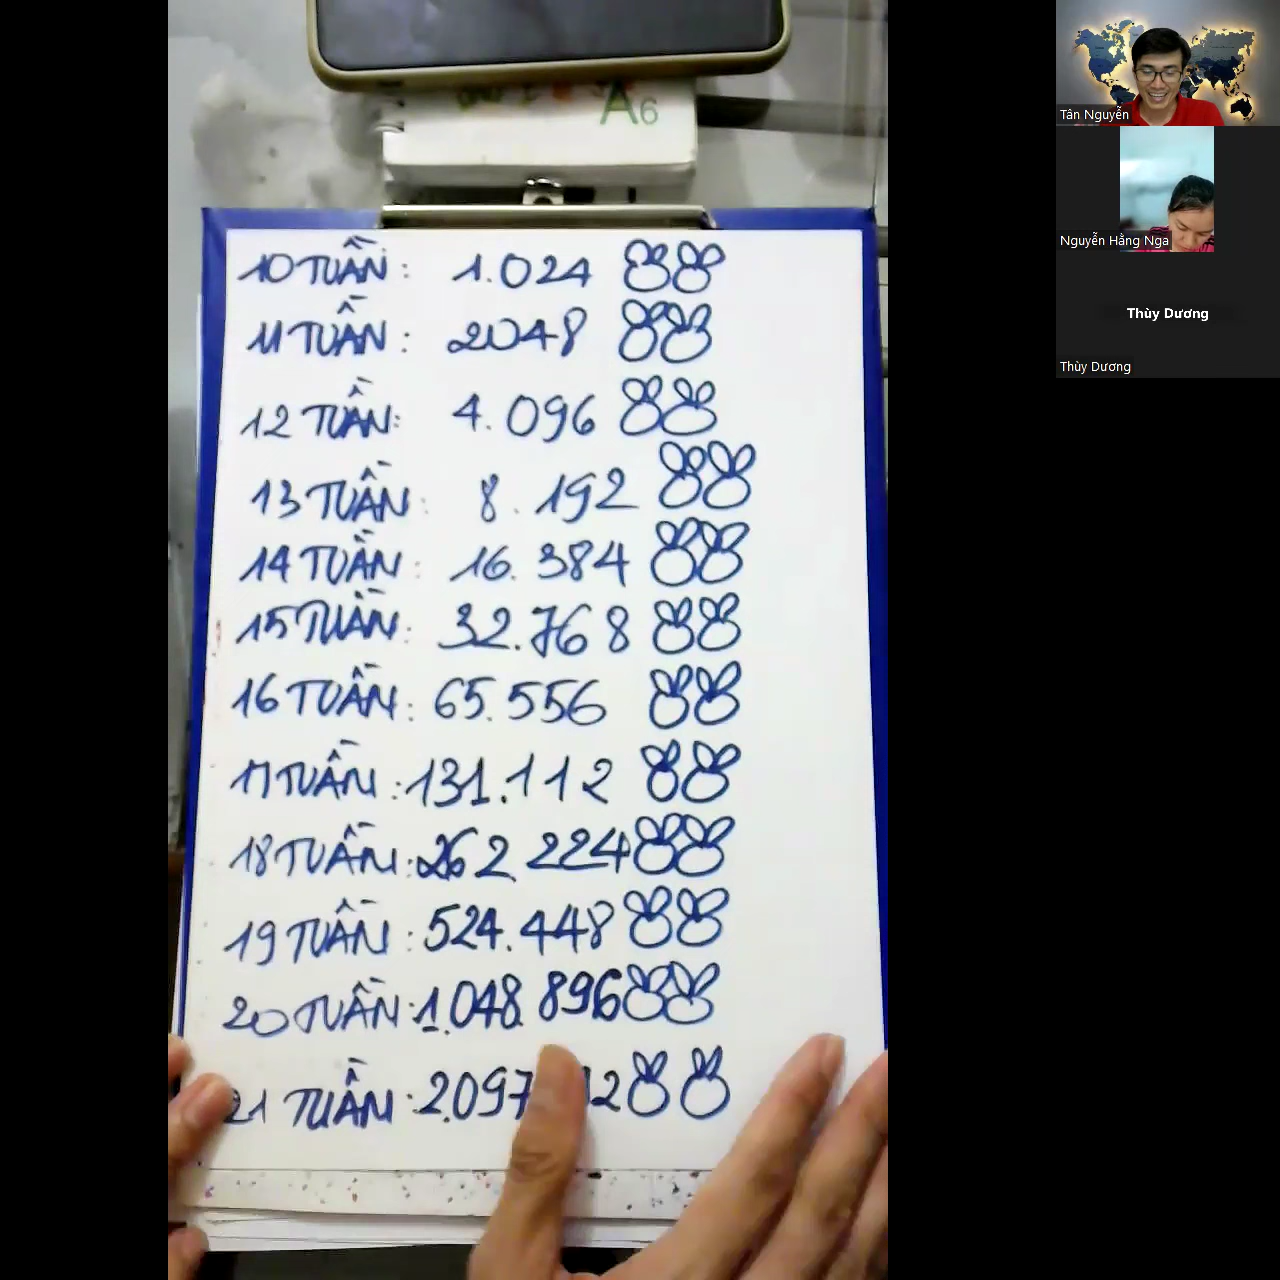 A6
10 TUẦN: 1.024
11 TUẦN: 2048
12 TUẦN: 4.096
13 TUẦN: 8.192
14 TUẦN: 16.384
15 TUẦN: 32.768
16 TUẦN: 65.556
17 TUẦN: 131.112
18 TUẦN: 262.224
19 TUẦN: 524.448
20 TUẦN: 1.048.896
21 TUẦN:
Tân Nguyễn
Nguyễn Hằng Nga
Thùy Dương
Thùy Dương